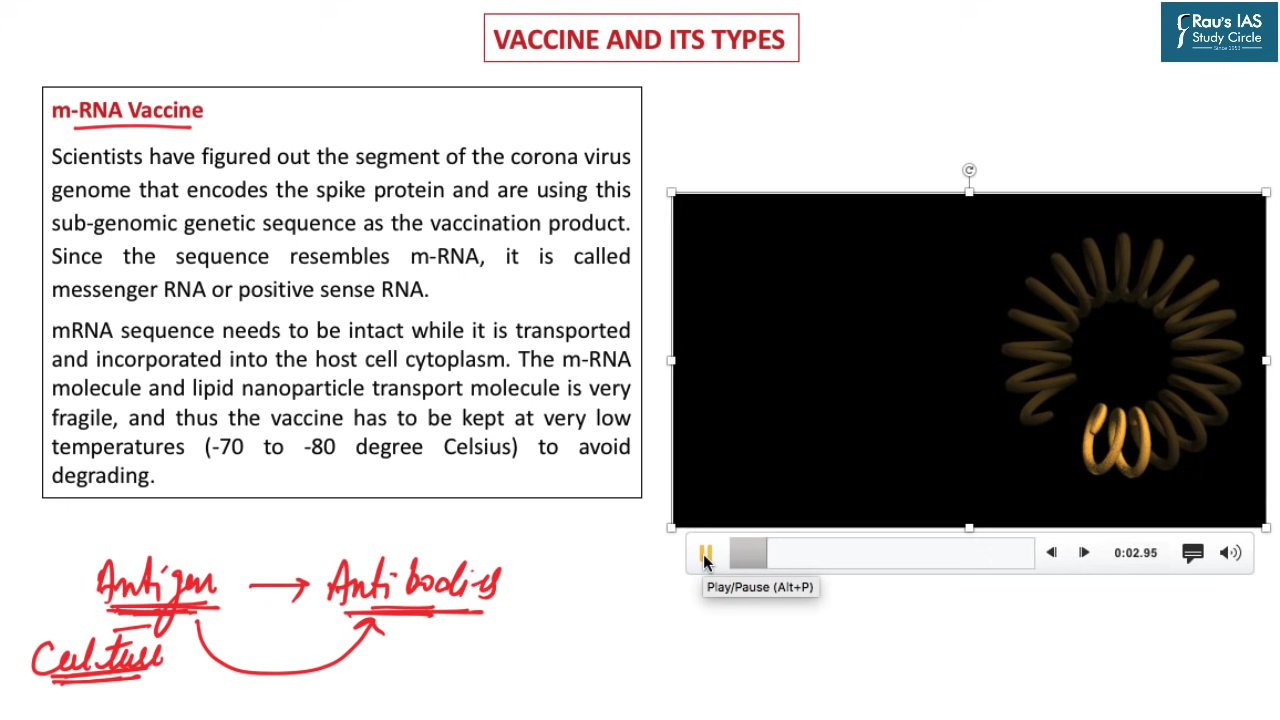 VACCINE AND ITS TYPES
Rau's IAS
Study Circle
Since 1953
m-RNA Vaccine
Scientists have figured out the segment of the corona virus
genome that encodes the spike protein and are using this
sub-genomic genetic sequence as the vaccination product.
Since the sequence resembles m-RNA, it is called
messenger RNA or positive sense RNA.
mRNA sequence needs to be intact while it is transported
and incorporated into the host cell cytoplasm. The m-RNA
molecule and lipid nanoparticle transport molecule is very
fragile, and thus the vaccine has to be kept at very low
temperatures (-70 to -80 degree Celsius) to avoid
degrading.
0:02.95
Play/Pause (Alt+P)
Antigen → Antibodies
Culture